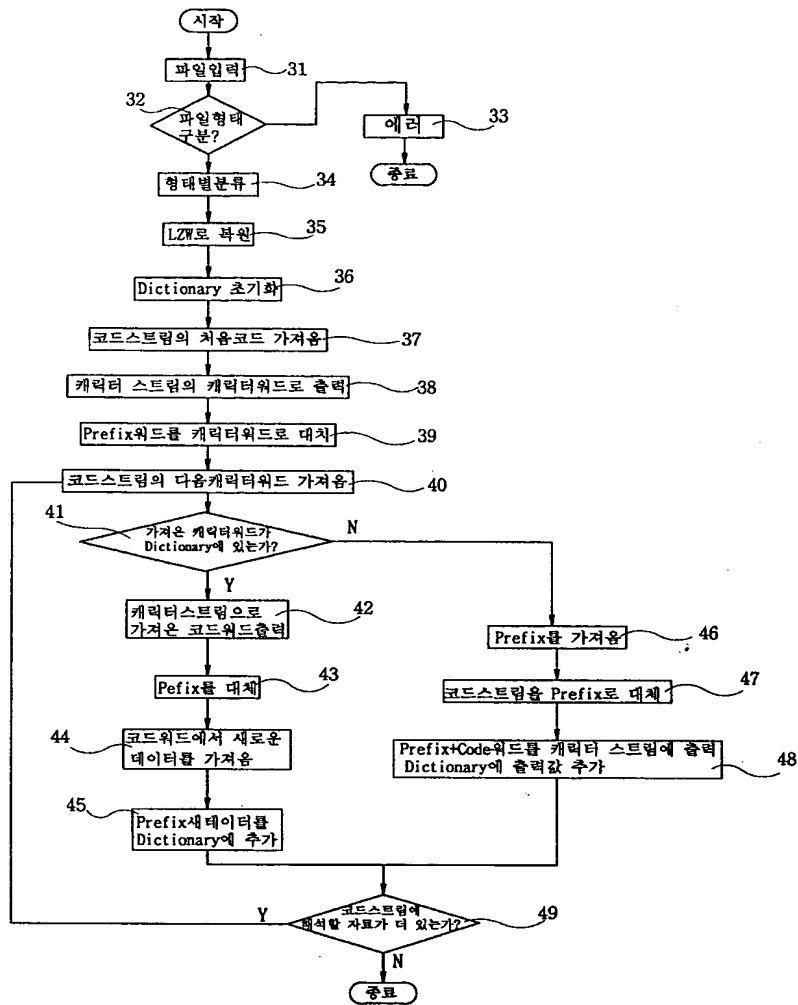 시작
파일입력
31
32
파일형태
구분?
에러
33
종료
형태별분류
34
LZW로 복원
35
Dictionary 초기화
36
코드스트림의 처음코드 가져옴
37
캐릭터 스트림의 캐릭터워드로 출력
38
Prefix워드를 캐릭터워드로 대치
39
코드스트림의 다음캐릭터워드 가져옴
40
41
가져온 캐릭터워드가
Dictionary에 있는가?
N
Y
캐릭터스트림으로
가져온 코드워드출력
42
Prefix를 가져옴
46
Pefix를 대체
43
코드스트림을 Prefix로 대체
47
44
코드워드에서 새로운
데이터를 가져옴
Prefix+Code워드를 캐릭터 스트림에 출력
Dictionary에 출력값 추가
48
45
Prefix새테이터를
Dictionary에 추가
Y
코드스트림에
해석할 자료가 더 있는가?
49
N
종료